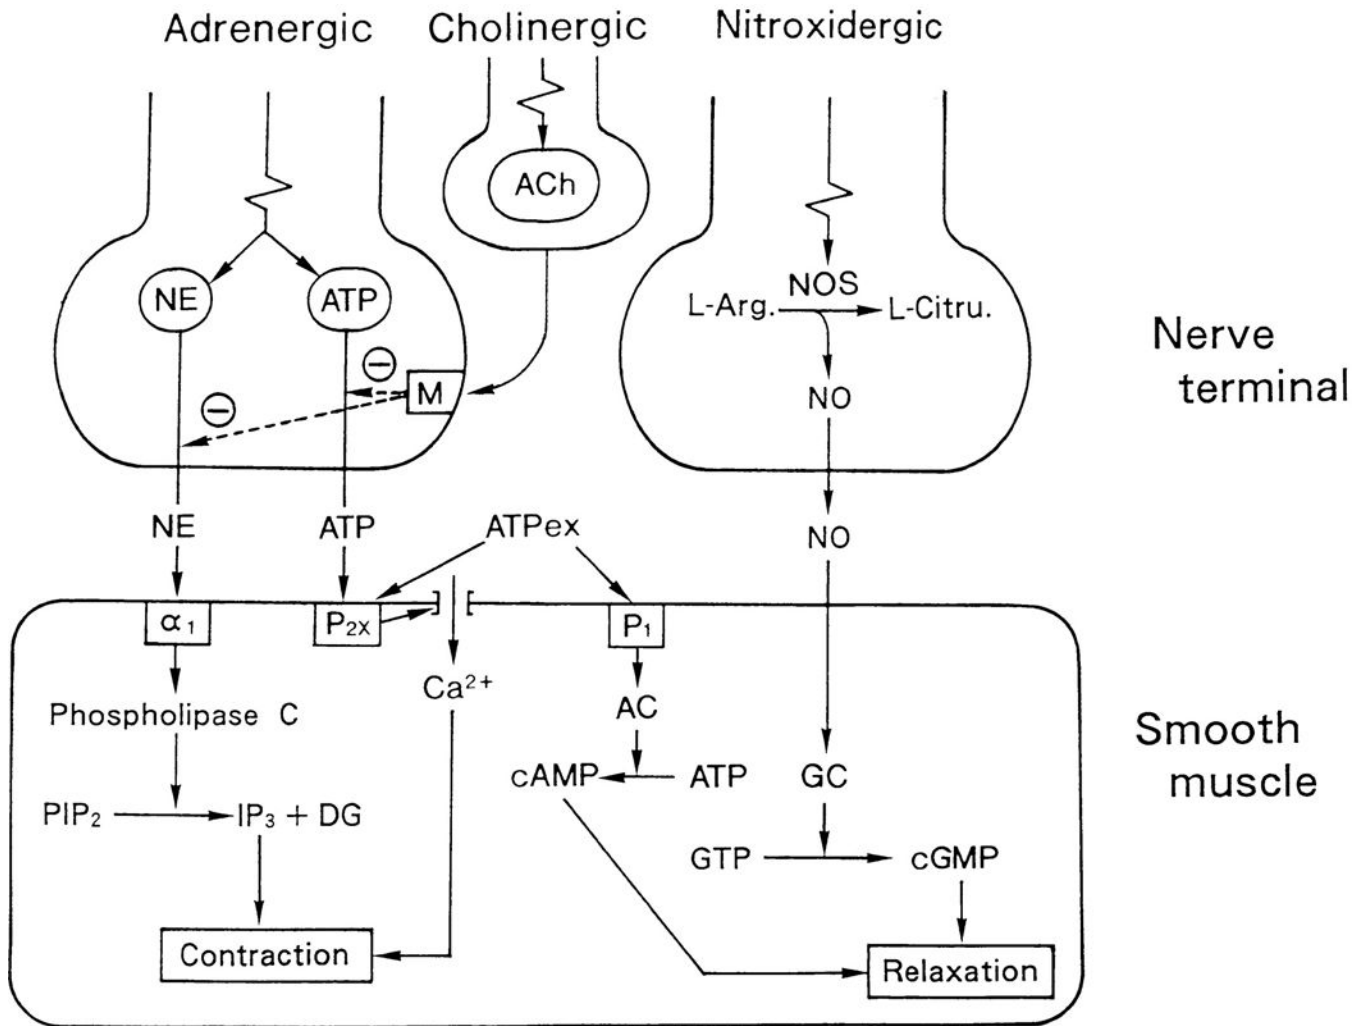 Adrenergic Cholinergic Nitroxidergic
ACh
NE ATP
NOS
L-Arg. L-Citru.
⊖
M
⊖
NO
Nerve
terminal
NE ATP ATPex NO
α₁ P₂ₓ P₁
Ca²⁺
Phospholipase C AC
cAMP ATP GC
PIP₂ IP₃ + DG
GTP cGMP
Smooth
muscle
Contraction Relaxation